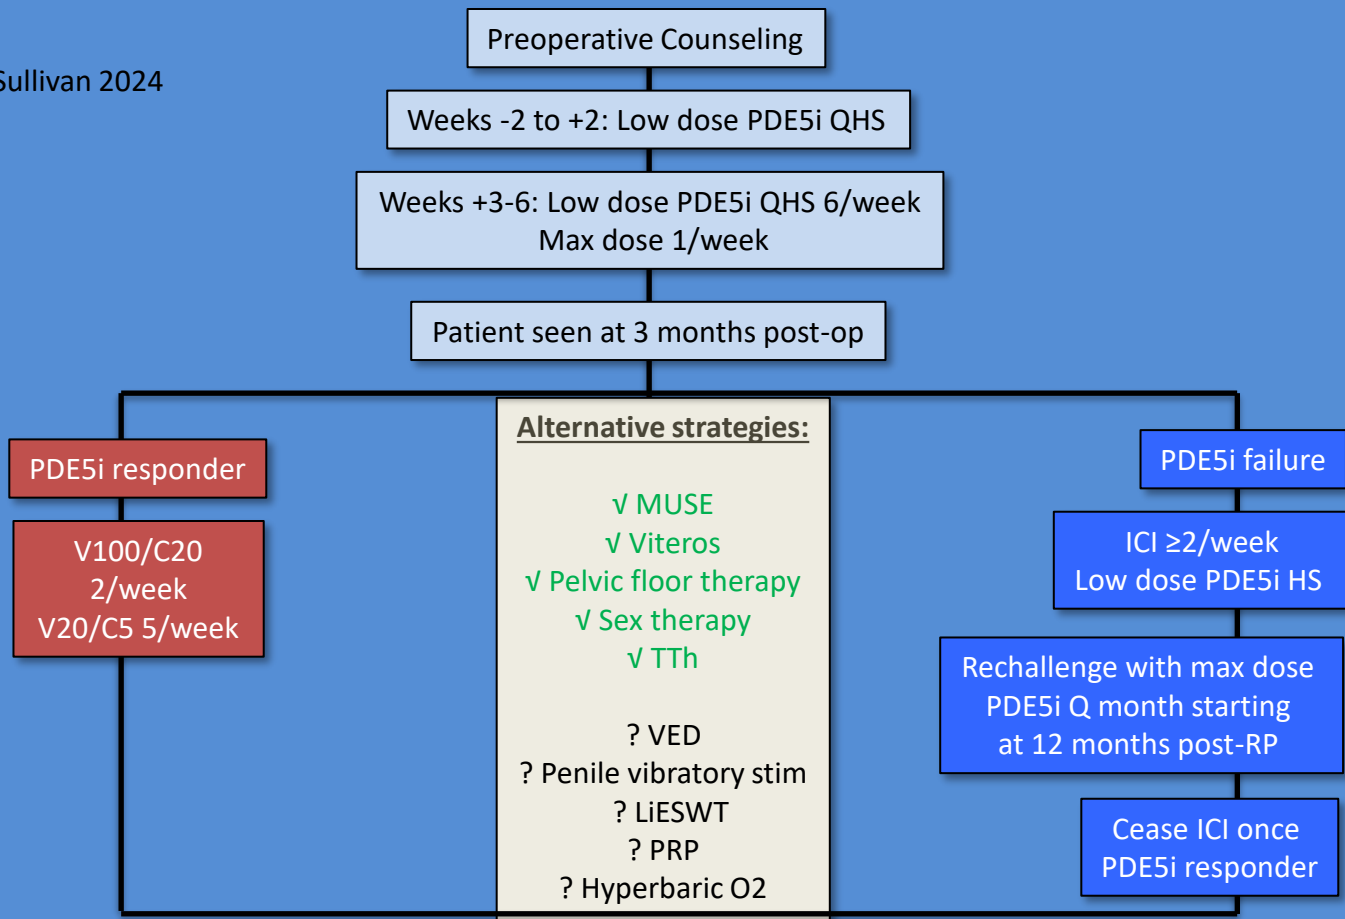 Preoperative Counseling
Sullivan 2024
Weeks -2 to +2: Low dose PDE5i QHS
Weeks +3-6: Low dose PDE5i QHS 6/week
Max dose 1/week
Patient seen at 3 months post-op
PDE5i responder
V100/C20
2/week
V20/C5 5/week
Alternative strategies:
√ MUSE
√ Viteros
√ Pelvic floor therapy
√ Sex therapy
√ TTh
? VED
? Penile vibratory stim
? LiESWT
? PRP
? Hyperbaric O2
PDE5i failure
ICI ≥2/week
Low dose PDE5i HS
Rechallenge with max dose
PDE5i Q month starting
at 12 months post-RP
Cease ICI once
PDE5i responder